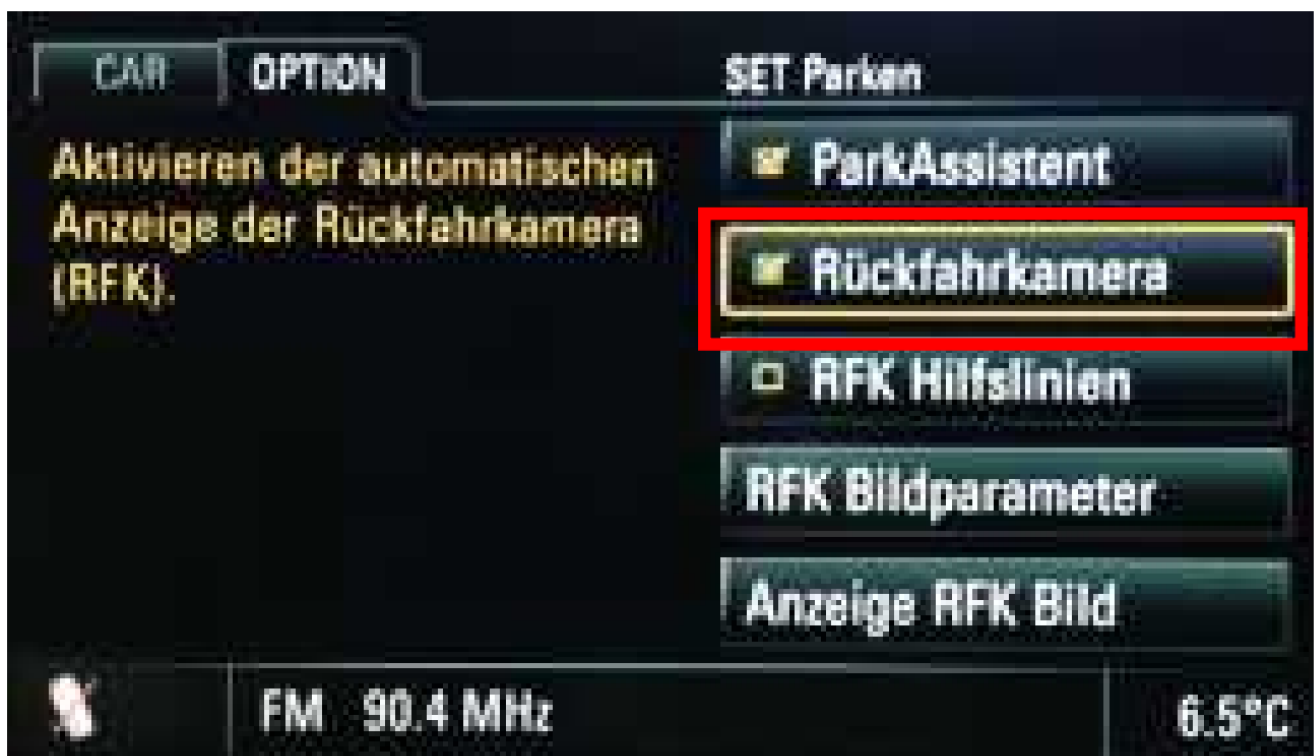 CAR OPTION
SET Parken
Aktivieren der automatischen
Anzeige der Rückfahrkamera
(RFK).
ParkAssistent
Rückfahrkamera
RFK Hilfslinien
RFK Bildparameter
Anzeige RFK Bild
FM 90.4 MHz
6.5°C